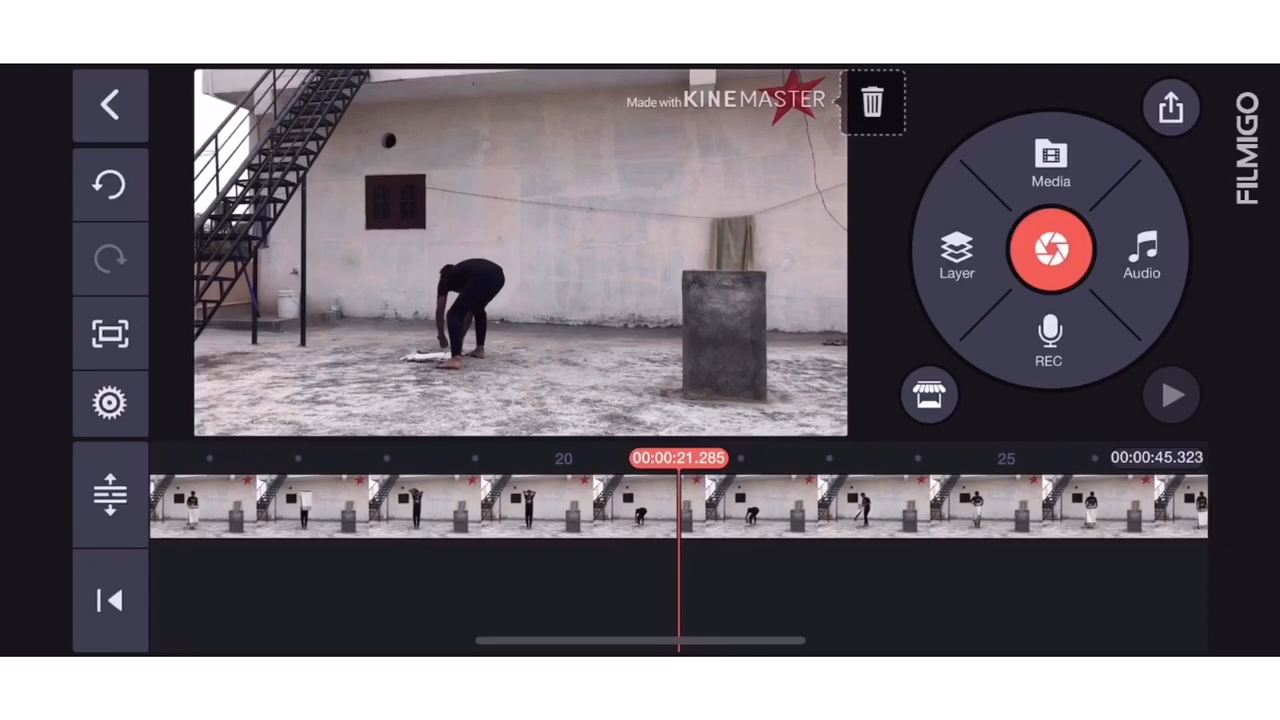 Made with KINEMASTER
FILMIGO
Media
Layer
Audio
REC
20
00:00:21.285
25
00:00:45.323